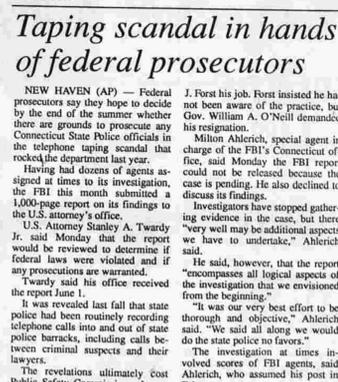 Taping scandal in hands
of federal prosecutors
NEW HAVEN (AP) — Federal
prosecutors say they hope to decide
by the end of the summer whether
there are grounds to prosecute any
Connecticut State Police officials in
the telephone taping scandal that
rocked the department last year.
Having had dozens of agents as-
signed at times to its investigation,
the FBI this month submitted a
1,000-page report on its findings to
the U.S. attorney's office.
U.S. Attorney Stanley A. Twardy
Jr. said Monday that the report
would be reviewed to determine if
federal laws were violated and if
any prosecutions are warranted.
Twardy said his office received
the report June 1.
It was revealed last fall that state
police had been routinely recording
telephone calls into and out of state
police barracks, including calls be-
tween criminal suspects and their
lawyers.
The revelations ultimately cost
J. Forst his job. Forst insisted he ha
not been aware of the practice, bu
Gov. William A. O'Neill demande
his resignation.
Milton Ahlerich, special agent i
charge of the FBI's Connecticut of
fice, said Monday the FBI repor
could not be released because th
case is pending. He also declined t
discuss its findings.
Investigators have stopped gather-
ing evidence in the case, but there
"very well may be additional aspects
we have to undertake," Ahlerich
said.
He said, however, that the report
"encompasses all logical aspects of
the investigation that we envisioned
from the beginning."
"It was our very best effort to be
thorough and objective," Ahlerich
said. "We said all along we would
do the state police no favors."
The investigation at times in-
volved scores of FBI agents, said
Ahlerich, who assumed his post in